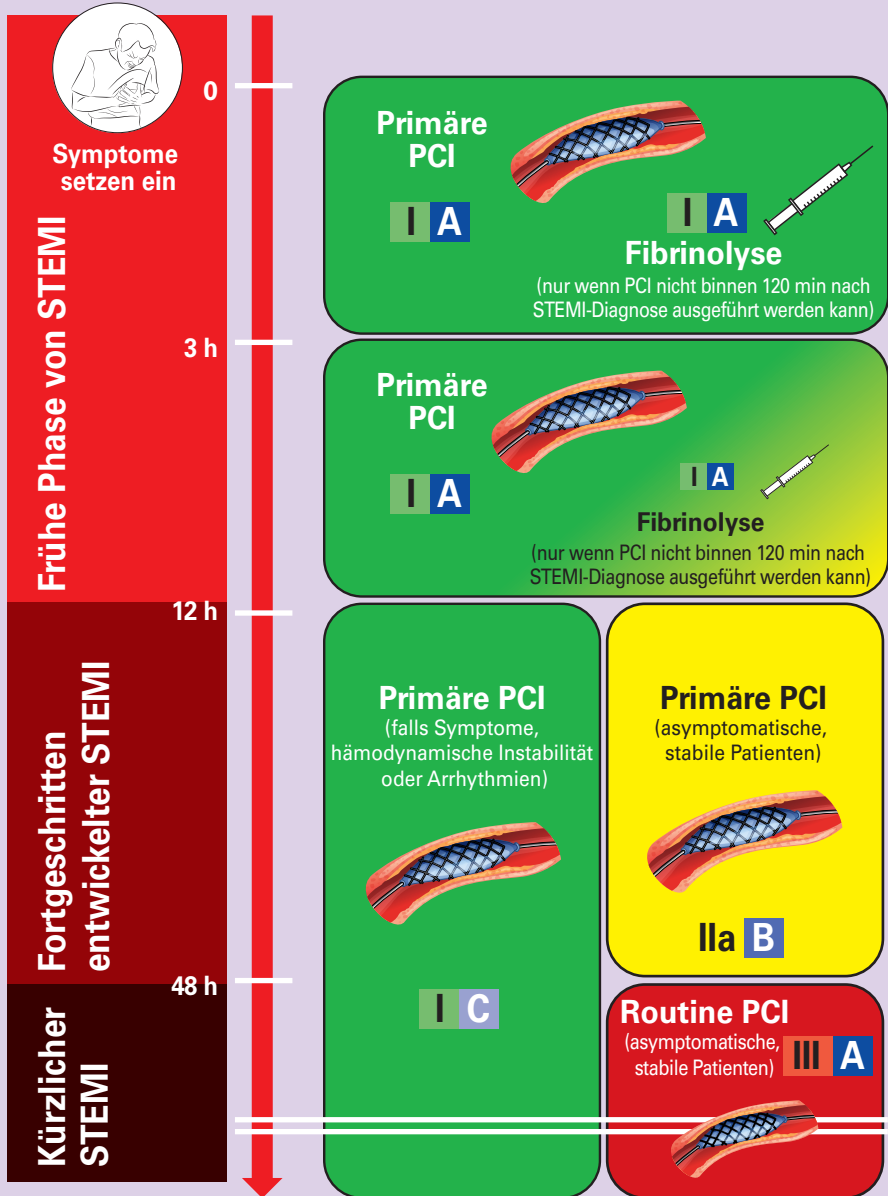 Symptome
setzen ein
0
3 h
12 h
48 h
Frühe Phase von STEMI
Fortgeschritten
entwickelter STEMI
Kürzlicher
STEMI
Primäre
PCI
I A
I A
Fibrinolyse
(nur wenn PCI nicht binnen 120 min nach
STEMI-Diagnose ausgeführt werden kann)
Primäre
PCI
I A
I A
Fibrinolyse
(nur wenn PCI nicht binnen 120 min nach
STEMI-Diagnose ausgeführt werden kann)
Primäre PCI
(falls Symptome,
hämodynamische Instabilität
oder Arrhythmien)
I C
Primäre PCI
(asymptomatische,
stabile Patienten)
IIa B
Routine PCI
(asymptomatische,
stabile Patienten)
III A